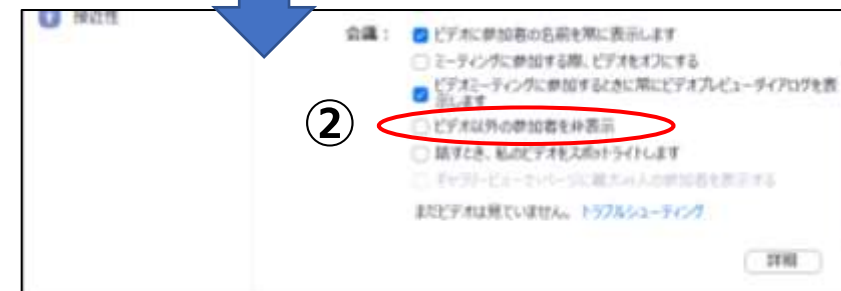 接近性
会議： ビデオに参加者の名前を常に表示します
ミーティングに参加する際、ビデオをオフにする
ビデオミーティングに参加するときに常にビデオプレビューダイアログを表
示します
②
ビデオ以外の参加者を非表示
話すとき、私のビデオをスポットライトします
まだビデオは見ていません。 トラブルシューティング
詳細